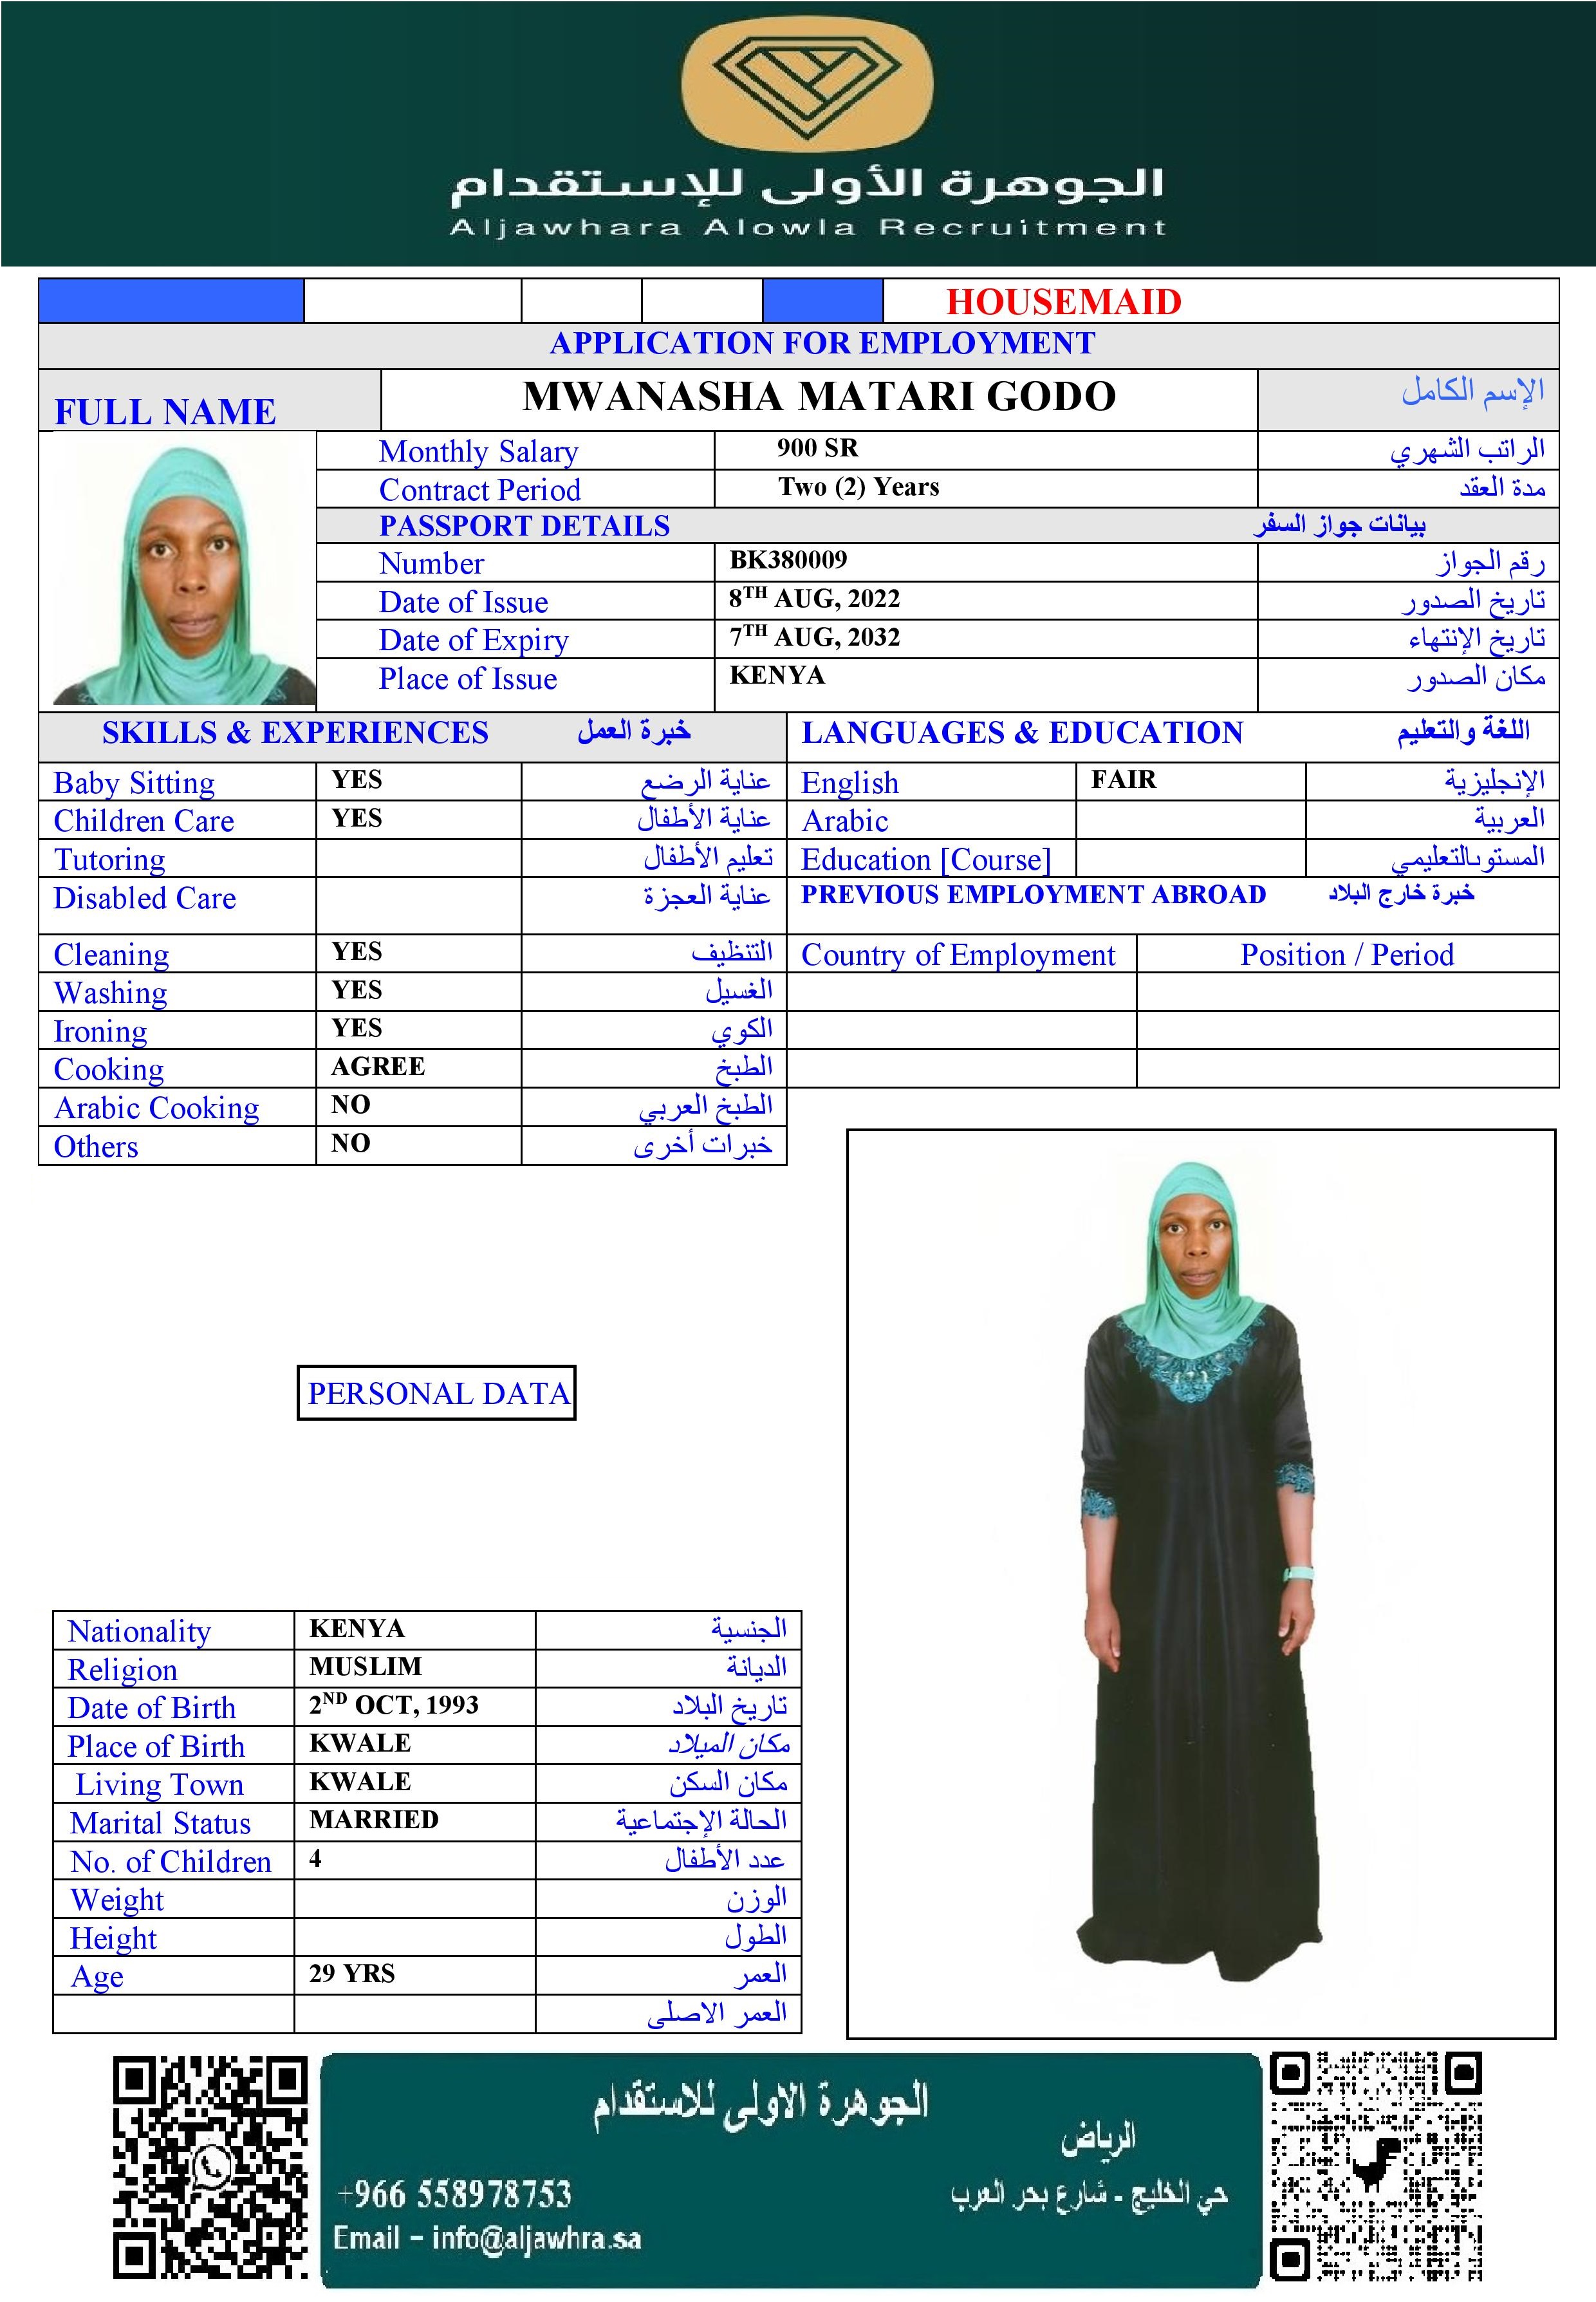 الجوهرة الأولى للإستقدام
Aljawhara Alowla Recruitment
HOUSEMAID
APPLICATION FOR EMPLOYMENT
FULL NAME MWANASHA MATARI GODO الإسم الكامل
Monthly Salary 900 SR الراتب الشهري
Contract Period Two (2) Years مدة العقد
PASSPORT DETAILS بيانات جواز السفر
Number BK380009 رقم الجواز
Date of Issue 8TH AUG, 2022 تاريخ الصدور
Date of Expiry 7TH AUG, 2032 تاريخ الإنتهاء
Place of Issue KENYA مكان الصدور
SKILLS & EXPERIENCES خبرة العمل LANGUAGES & EDUCATION اللغة والتعليم
Baby Sitting YES عناية الرضع English FAIR الإنجليزية
Children Care YES عناية الأطفال Arabic العربية
Tutoring تعليم الأطفال Education [Course] المستوىالتعليمي
Disabled Care عناية العجزة PREVIOUS EMPLOYMENT ABROAD خبرة خارج البلاد
Cleaning YES التنظيف Country of Employment Position / Period
Washing YES الغسيل
Ironing YES الكوي
Cooking AGREE الطبخ
Arabic Cooking NO الطبخ العربي
Others NO خبرات أخرى
PERSONAL DATA
Nationality KENYA الجنسية
Religion MUSLIM الديانة
Date of Birth 2ND OCT, 1993 تاريخ البلاد
Place of Birth KWALE مكان الميلاد
Living Town KWALE مكان السكن
Marital Status MARRIED الحالة الإجتماعية
No. of Children 4 عدد الأطفال
Weight الوزن
Height الطول
Age 29 YRS العمر
العمر الاصلى
الجوهرة الاولى للاستقدام
الرياض
+966 558978753 حي الخليج - شارع بحر العرب
Email - info@aljawhra.sa